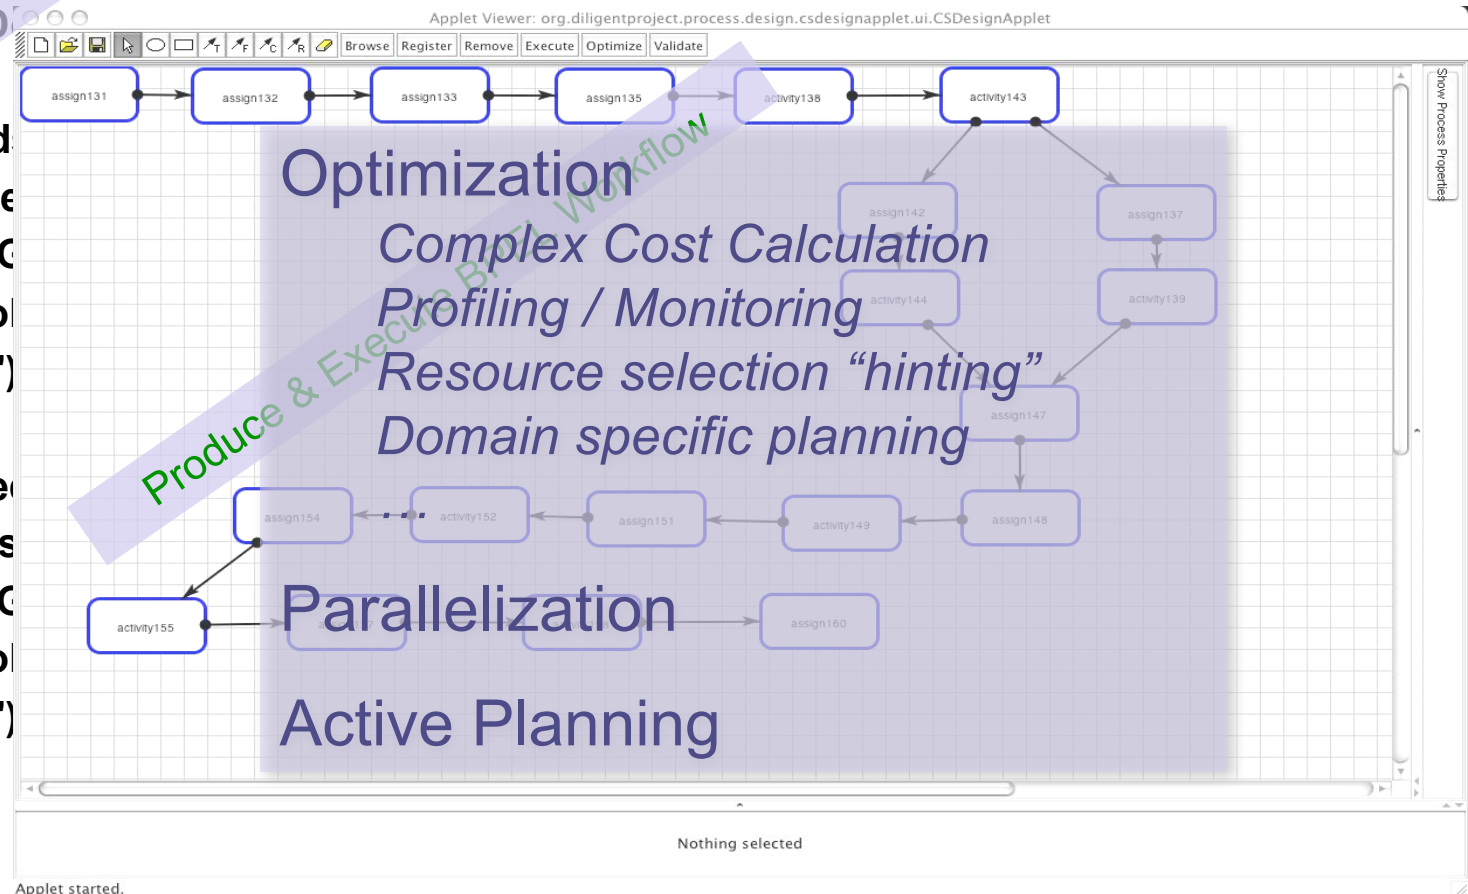 Applet Viewer: org.diligentproject.process.design.csdesignapplet.ui.CSDesignApplet
T F C R Browse Register Remove Execute Optimize Validate
Show Process Properties
assign131 assign132 assign133 assign135 activity138 activity143
Produce & Execute BPEL Workflow
Optimization
assign142 assign137
Complex Cost Calculation
Profiling / Monitoring
activity144 activity139
Resource selection “hinting”
assign147
Domain specific planning
...
assign154 activity152 assign151 activity149 assign148
Parallelization
activity155 assign160
Active Planning
Nothing selected
Applet started.